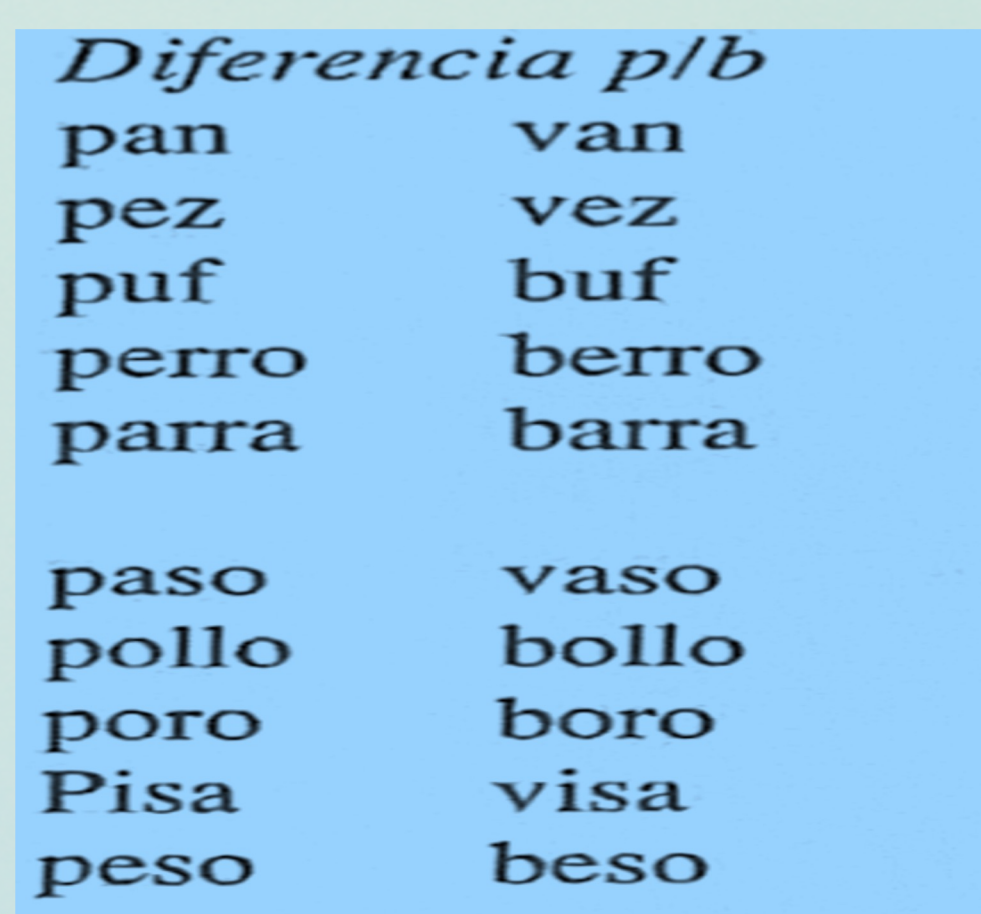 Diferencia p/b
pan van
pez vez
puf buf
perro berro
parra barra
paso vaso
pollo bollo
poro boro
Pisa visa
peso beso